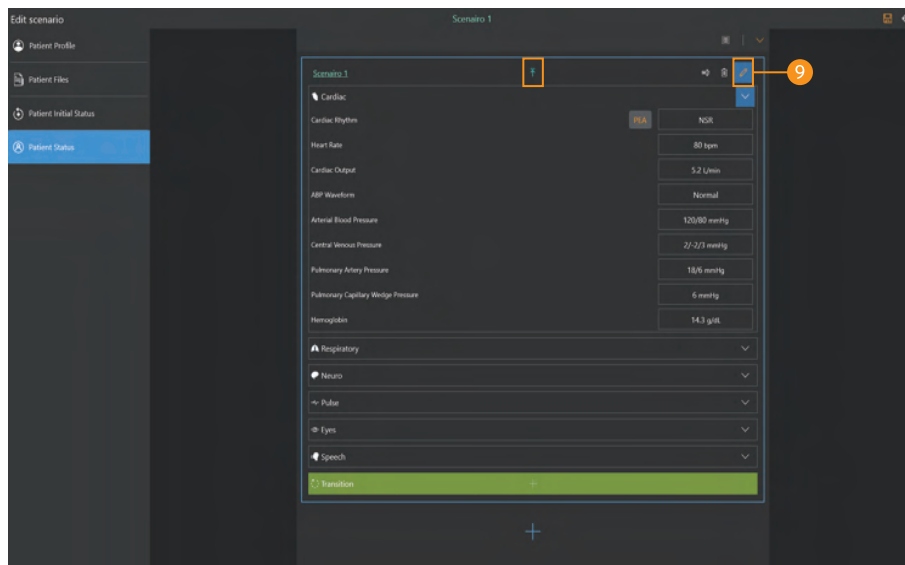 Edit scenario
Scenairo 1
Patient Profile
Patient Files
Patient Initial Status
Patient Status
Scenairo 1
9
Cardiac
Cardiac Rhythm PEA NSR
Heart Rate 80 bpm
Cardiac Output 5.2 L/min
ABP Waveform Normal
Arterial Blood Pressure 120/80 mmHg
Central Venous Pressure 2/-2/3 mmHg
Pulmonary Artery Pressure 18/6 mmHg
Pulmonary Capillary Wedge Pressure 6 mmHg
Hemoglobin 14.3 g/dL
Respiratory
Neuro
Pulse
Eyes
Speech
Transition